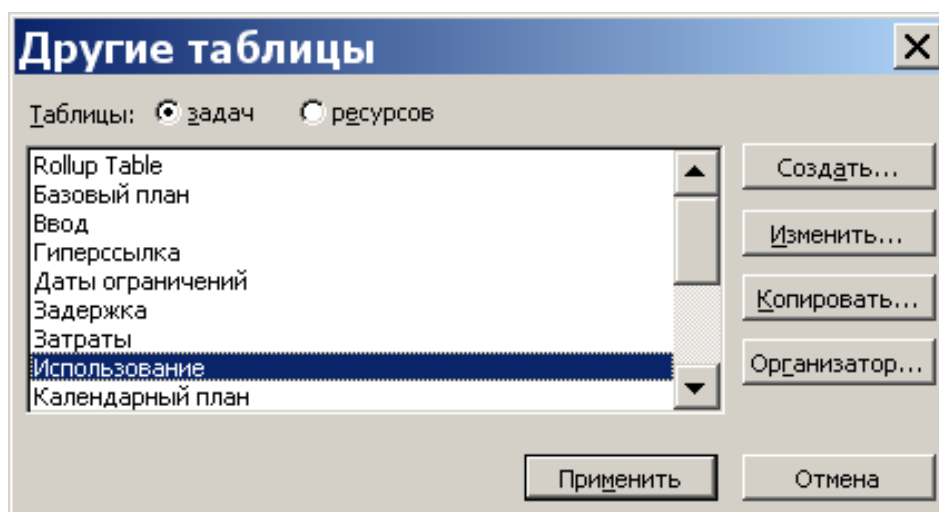 Другие таблицы
Таблицы: задач ресурсов
Rollup Table
Базовый план
Ввод
Гиперссылка
Даты ограничений
Задержка
Затраты
Использование
Календарный план
Создать...
Изменить...
Копировать...
Организатор...
Применить Отмена